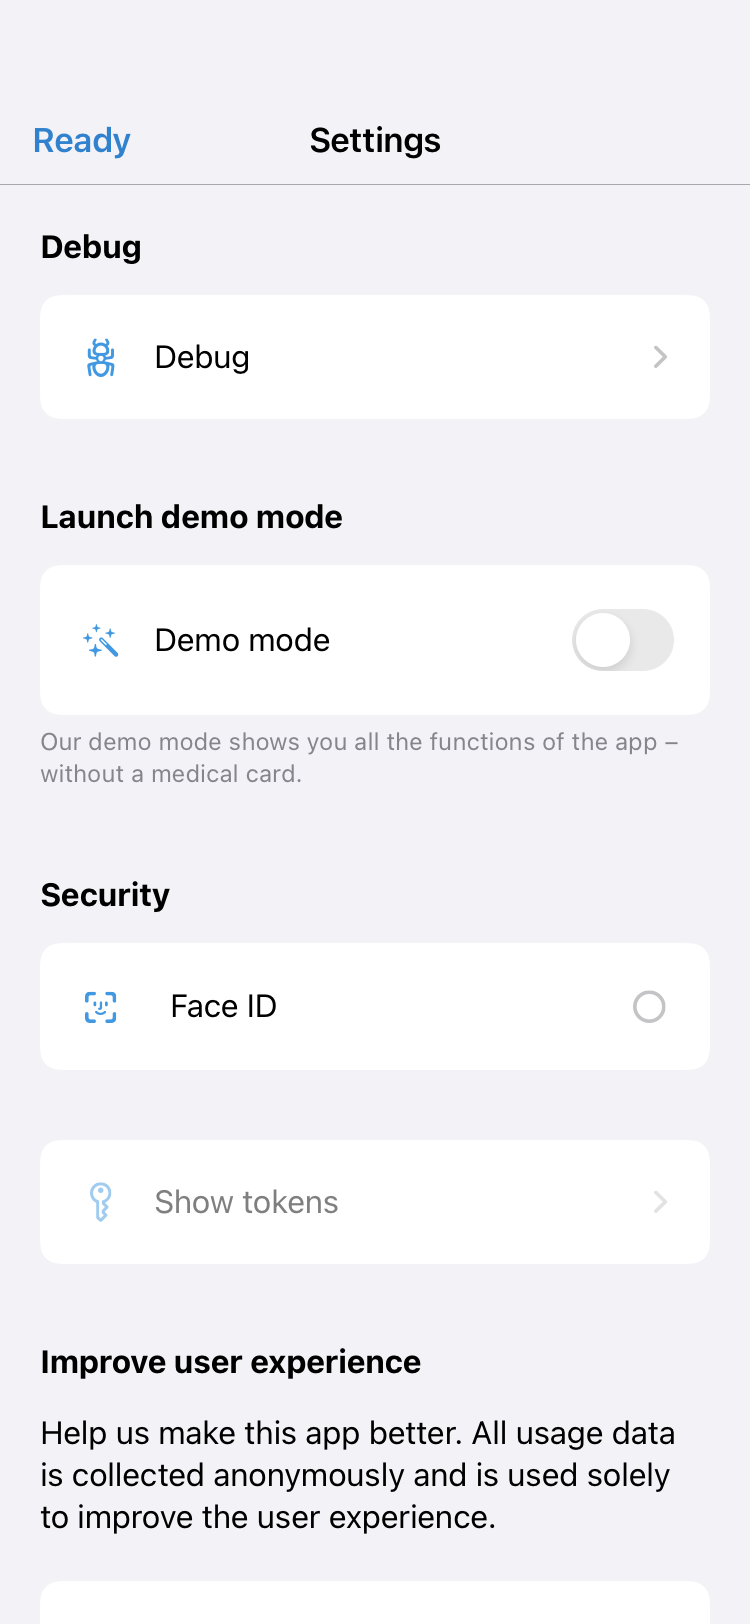 Ready
Settings
Debug
Debug
Launch demo mode
Demo mode
Our demo mode shows you all the functions of the app –
without a medical card.
Security
Face ID
Show tokens
Improve user experience
Help us make this app better. All usage data
is collected anonymously and is used solely
to improve the user experience.